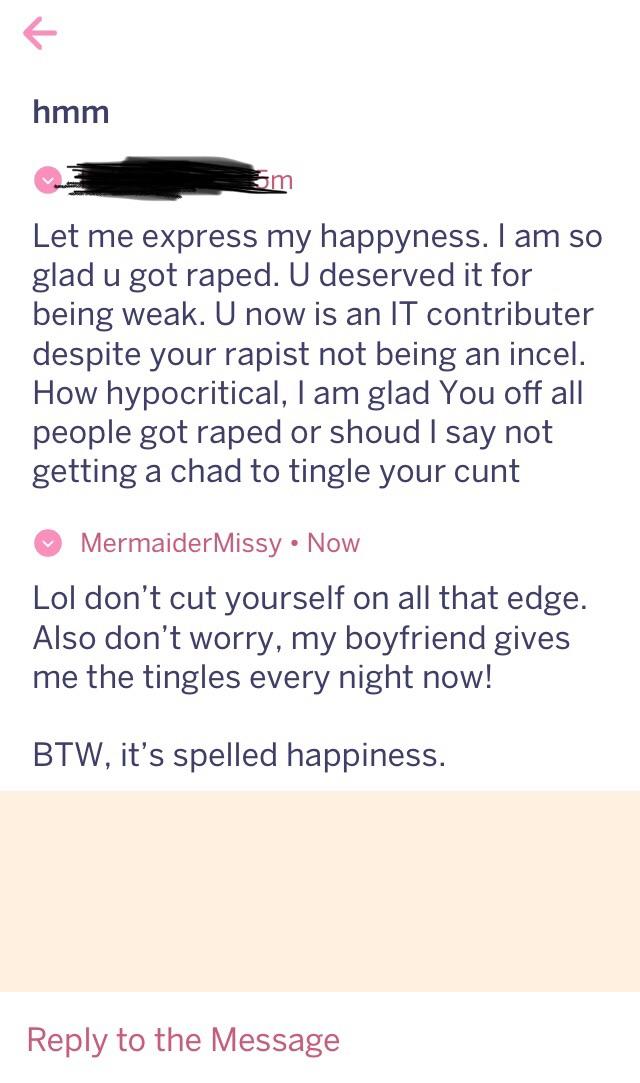 hmm
5m
Let me express my happyness. I am so
glad u got raped. U deserved it for
being weak. U now is an IT contributer
despite your rapist not being an incel.
How hypocritical, I am glad You off all
people got raped or shoud I say not
getting a chad to tingle your cunt
MermaiderMissy • Now
Lol don’t cut yourself on all that edge.
Also don’t worry, my boyfriend gives
me the tingles every night now!
BTW, it’s spelled happiness.
Reply to the Message